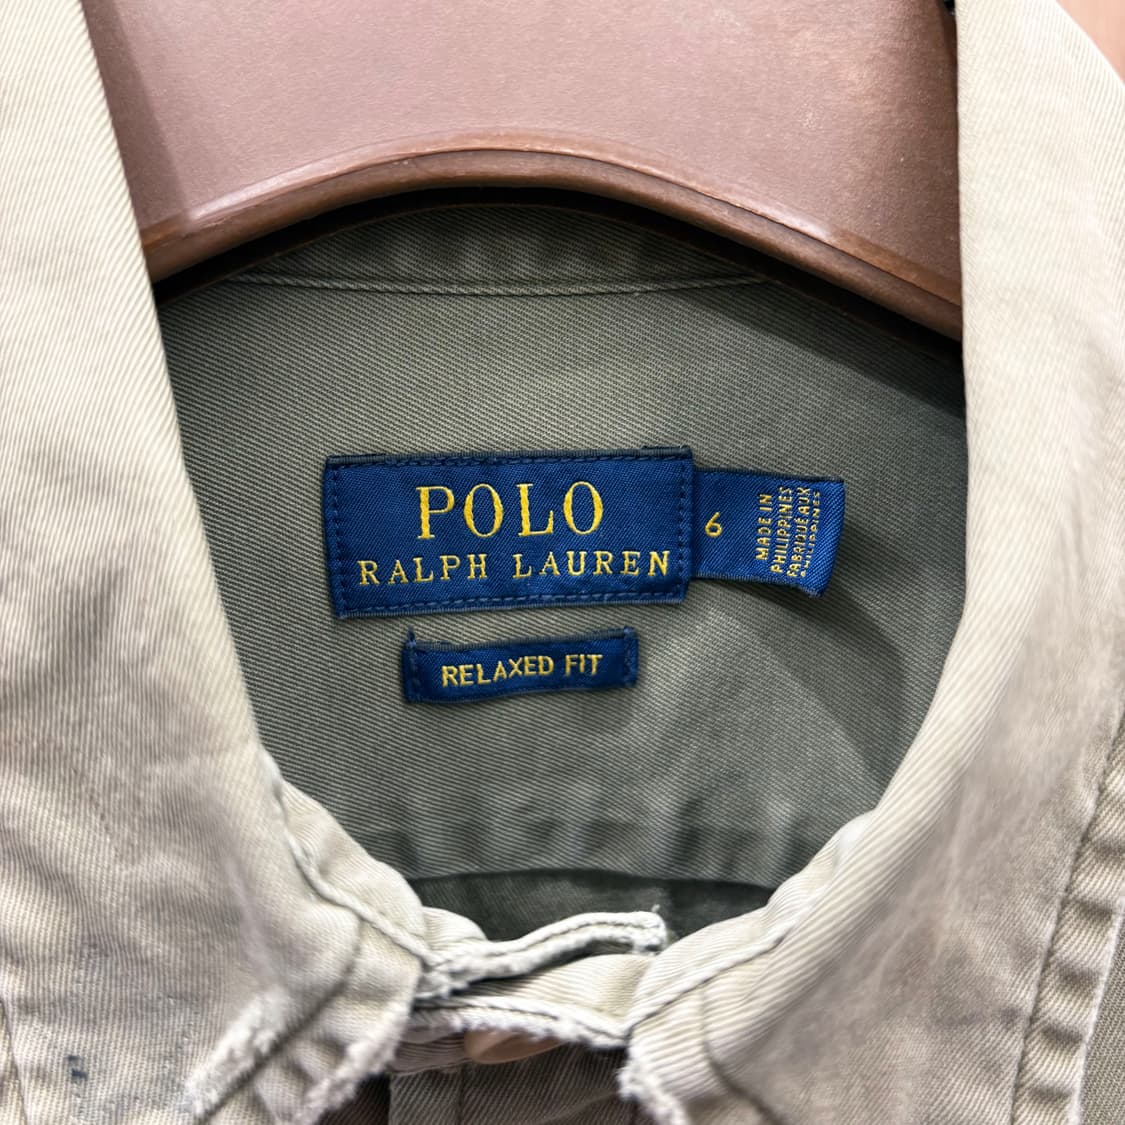 POLO
RALPH LAUREN
6
MADE IN
PHILIPPINES
FABRIQUÉ AUX
PHILIPPINES
RELAXED FIT